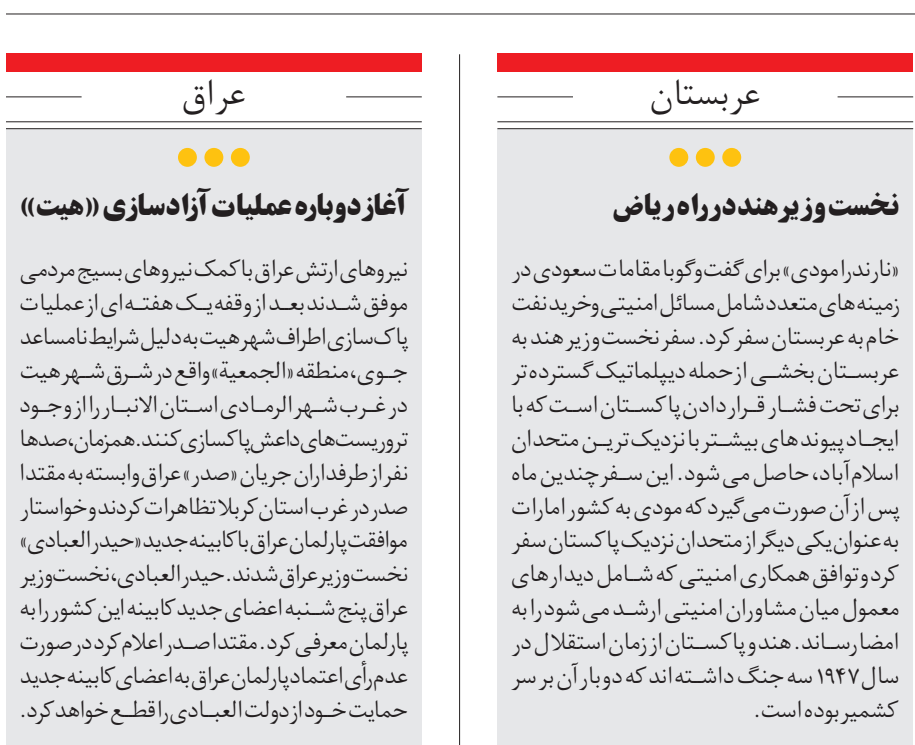 عربستان
نخست‌وزیر هند در راه ریاض
«نارندرا مودی» برای گفت‌وگو با مقامات سعودی در
زمینه‌های متعدد شامل مسائل امنیتی و خرید نفت
خام به عربستان سفر کرد. سفر نخست وزیر هند به
عربستان بخشی از حمله دیپلماتیک گسترده تر
برای تحت فشار قرار دادن پاکستان است که با
ایجاد پیوندهای بیشتر با نزدیک ترین متحدان
اسلام آباد، حاصل می شود. این سفر چندین ماه
پس از آن صورت می‌گیرد که مودی به کشور امارات
به‌عنوان یکی دیگر از متحدان نزدیک پاکستان سفر
کرد و توافق همکاری امنیتی که شامل دیدارهای
معمول میان مشاوران امنیتی ارشد می شود را به
امضا رساند. هند و پاکستان از زمان استقلال در
سال ۱۹۴۷ سه جنگ داشته اند که دو بار آن بر سر
کشمیر بوده است.
عراق
آغاز دوباره عملیات آزادسازی «هیت»
نیروهای ارتش عراق با کمک نیروهای بسیج مردمی
موفق شدند بعد از وقفه یک هفته ای از عملیات
پاک‌سازی اطراف شهر هیت به دلیل شرایط نامساعد
جوی، منطقه «الجمعیة» واقع در شرق شهر هیت
در غرب شهر الرمادی استان الانبار را از وجود
تروریست‌های داعش پاکسازی کنند. همزمان، صدها
نفر از طرفداران جریان «صدر» عراق وابسته به مقتدا
صدر در غرب استان کربلا تظاهرات کردند و خواستار
موافقت پارلمان عراق با کابینه جدید «حیدر العبادی»
نخست‌وزیر عراق شدند. حیدر العبادی، نخست‌وزیر
عراق پنج شنبه اعضای جدید کابینه این کشور را به
پارلمان معرفی کرد. مقتدا صدر اعلام کرد در صورت
عدم رأی اعتماد پارلمان عراق به اعضای کابینه جدید
حمایت خود از دولت العبادی را قطع خواهد کرد.